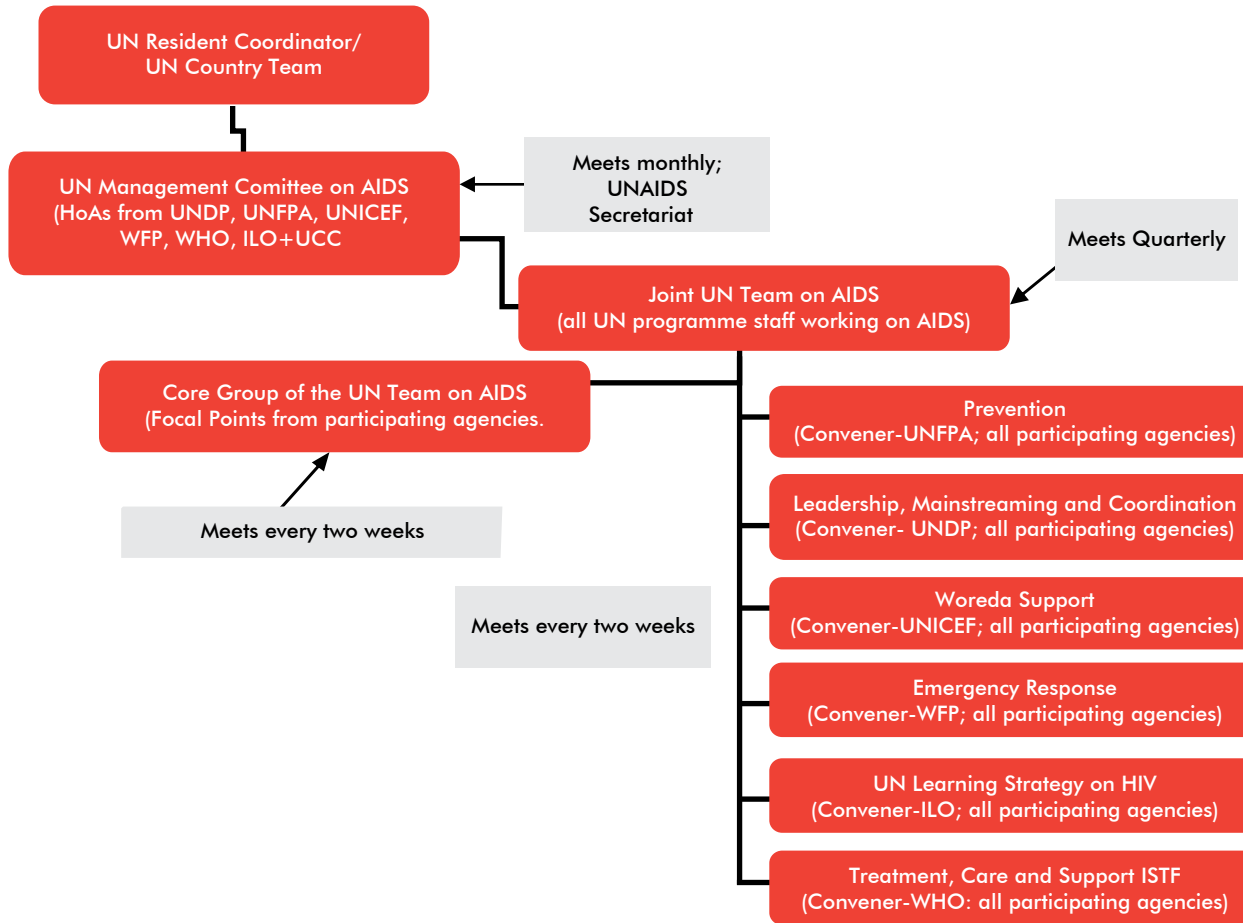 UN Resident Coordinator/
UN Country Team
UN Management Comittee on AIDS
(HoAs from UNDP, UNFPA, UNICEF,
WFP, WHO, ILO+UCC
Meets monthly;
UNAIDS
Secretariat
Meets Quarterly
Joint UN Team on AIDS
(all UN programme staff working on AIDS)
Core Group of the UN Team on AIDS
(Focal Points from participating agencies.
Meets every two weeks
Meets every two weeks
Prevention
(Convener-UNFPA; all participating agencies)
Leadership, Mainstreaming and Coordination
(Convener- UNDP; all participating agencies)
Woreda Support
(Convener-UNICEF; all participating agencies)
Emergency Response
(Convener-WFP; all participating agencies)
UN Learning Strategy on HIV
(Convener-ILO; all participating agencies)
Treatment, Care and Support ISTF
(Convener-WHO: all participating agencies)